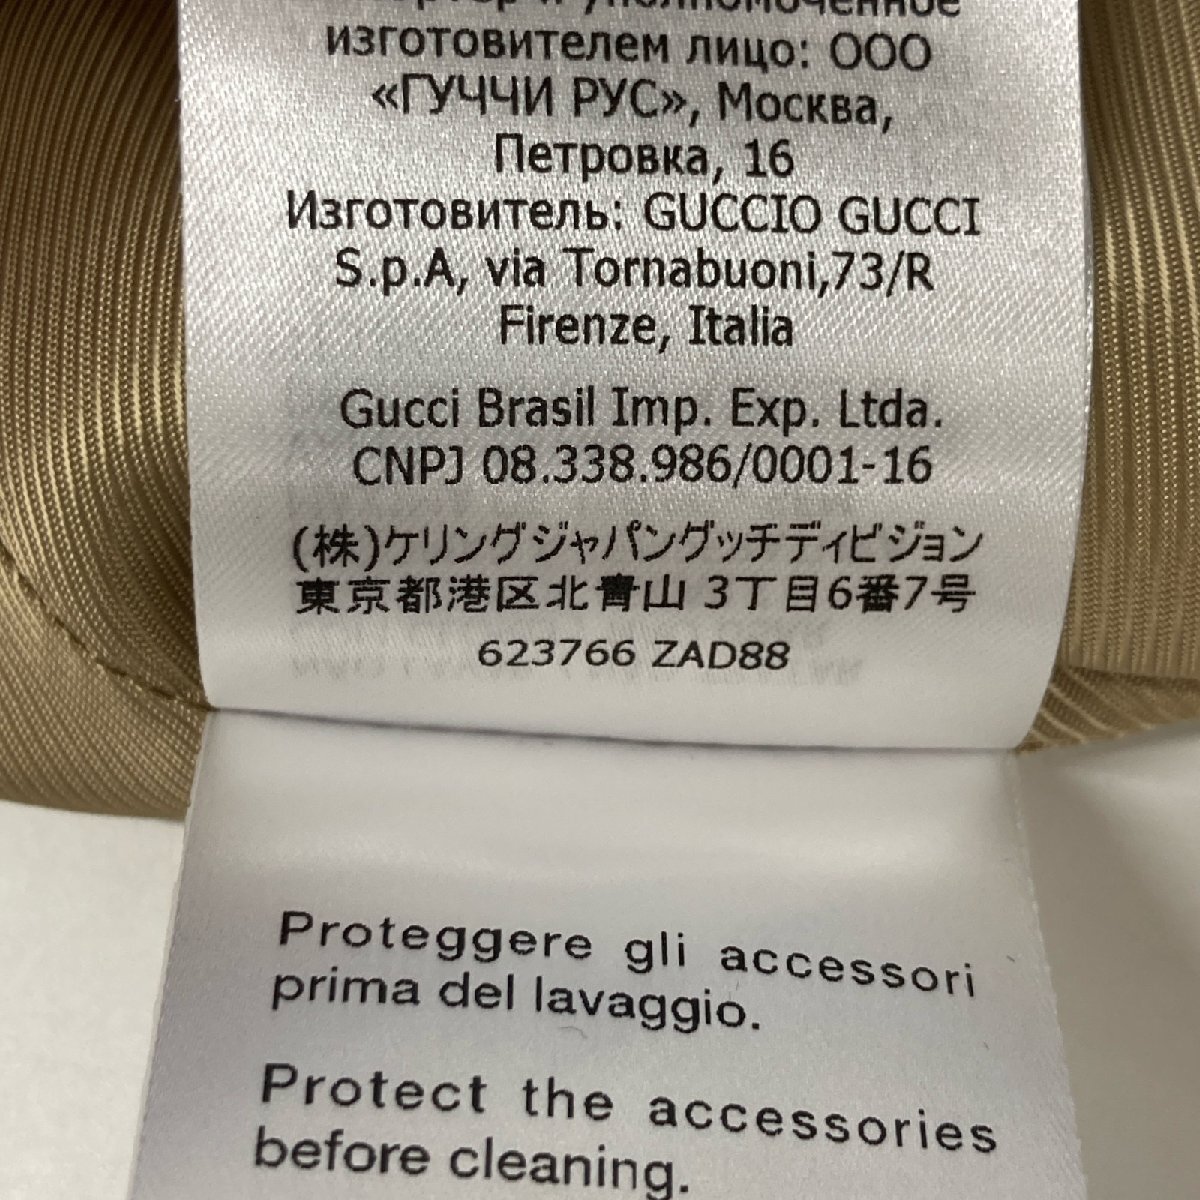 изготовителем лицо: ООО
«ГУЧЧИ РУС», Москва,
Петровка, 16
Изготовитель: GUCCIO GUCCI
S.p.A, via Tornabuoni,73/R
Firenze, Italia
Gucci Brasil Imp. Exp. Ltda.
CNPJ 08.338.986/0001-16
(株)ケリングジャパングッチディビジョン
東京都港区北青山 3丁目6番7号
623766 ZAD88
Proteggere gli accessori
prima del lavaggio.
Protect the accessories
before cleaning.